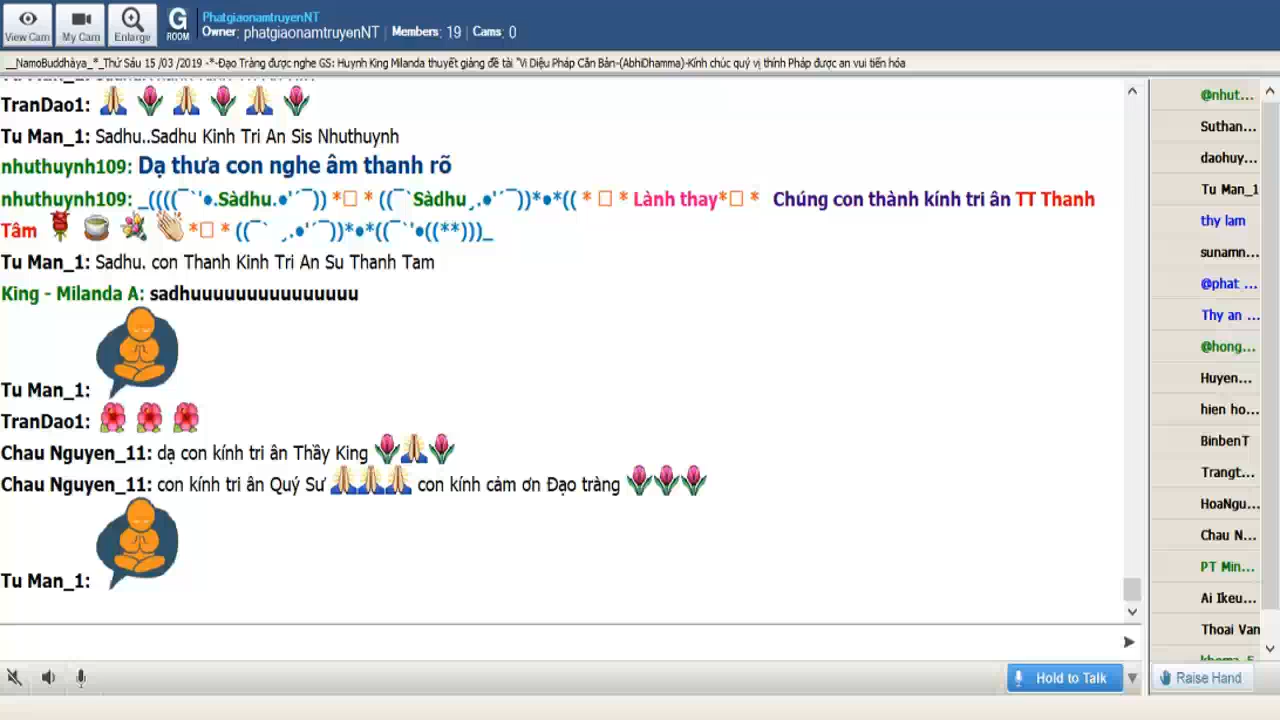 View Cam My Cam Enlarge G ROOM PhatgiaonamtruyenNT
Owner: phatgiaonamtruyenNT | Members: 19 | Cams: 0
__NamoBuddhàya_*_Thứ Sáu 15 /03 /2019 -*-Đạo Tràng được nghe GS: Huynh King Milanda thuyết giảng đề tài "Vi Diệu Pháp Căn Bản-(AbhiDhamma)-Kính chúc quý vị thính Pháp được an vui tiến hóa
TranDao1:
Tu Man_1: Sadhu..Sadhu Kinh Tri An Sis Nhuthuynh
nhuthuynh109: Dạ thưa con nghe âm thanh rõ
nhuthuynh109: _((((¯`'●.Sàdhu.●'´¯)) *□ * ((¯`Sàdhu¸.●'´¯))*●*(( * □ * Lành thay*□ * Chúng con thành kính tri ân TT Thanh
Tâm *□ * ((¯` ¸.●'´¯))*●*((¯`'●((**)))_
Tu Man_1: Sadhu. con Thanh Kinh Tri An Su Thanh Tam
King - Milanda A: sadhuuuuuuuuuuuuuuu
Tu Man_1:
TranDao1:
Chau Nguyen_11: dạ con kính tri ân Thầy King
Chau Nguyen_11: con kính tri ân Quý Sư con kính cảm ơn Đạo tràng
Tu Man_1:
@nhut...
Suthan...
daohuy...
Tu Man_1
thy lam
sunamn...
@phat ...
Thy an ...
@hong...
Huyen...
hien ho...
BinbenT
Trangt...
HoaNgu...
Chau N...
PT Min...
Ai Ikeu...
Thoai Van
Hold to Talk
Raise Hand